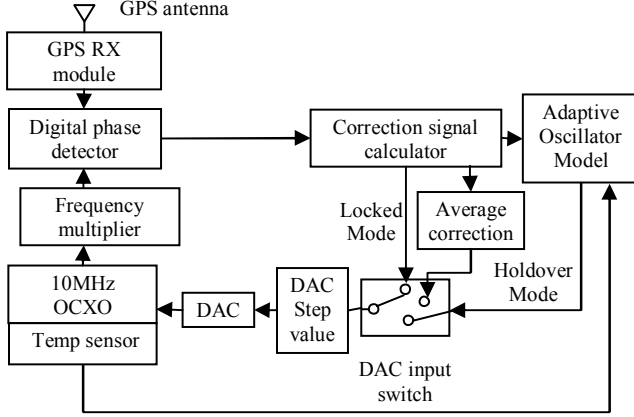 GPS antenna
GPS RX
module
Digital phase
detector
Correction signal
calculator
Adaptive
Oscillator
Model
Frequency
multiplier
Locked
Mode
Average
correction
10MHz
OCXO
Temp sensor
DAC
DAC
Step
value
Holdover
Mode
DAC input
switch